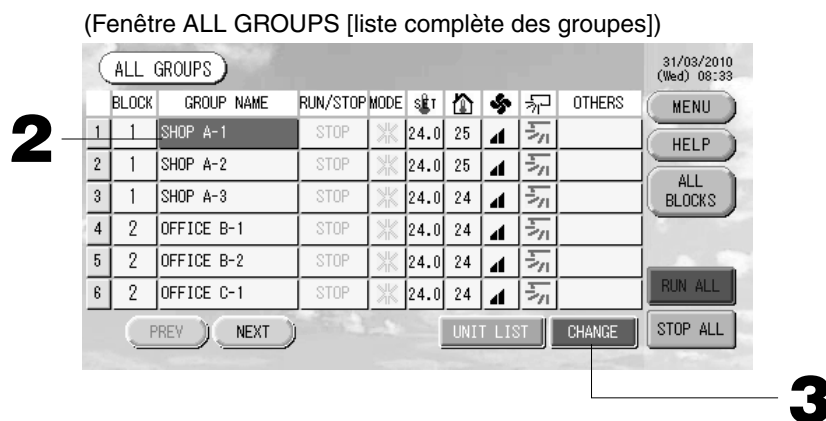 (Fenêtre ALL GROUPS [liste complète des groupes])
ALL GROUPS
31/03/2010
(Wed) 08:33
BLOCK GROUP NAME RUN/STOP MODE SET OTHERS
MENU
2
1 1 SHOP A-1 STOP 24.0 25
HELP
2 1 SHOP A-2 STOP 24.0 25
ALL
BLOCKS
3 1 SHOP A-3 STOP 24.0 24
4 2 OFFICE B-1 STOP 24.0 24
5 2 OFFICE B-2 STOP 24.0 24
6 2 OFFICE C-1 STOP 24.0 24
RUN ALL
PREV NEXT UNIT LIST CHANGE STOP ALL
3